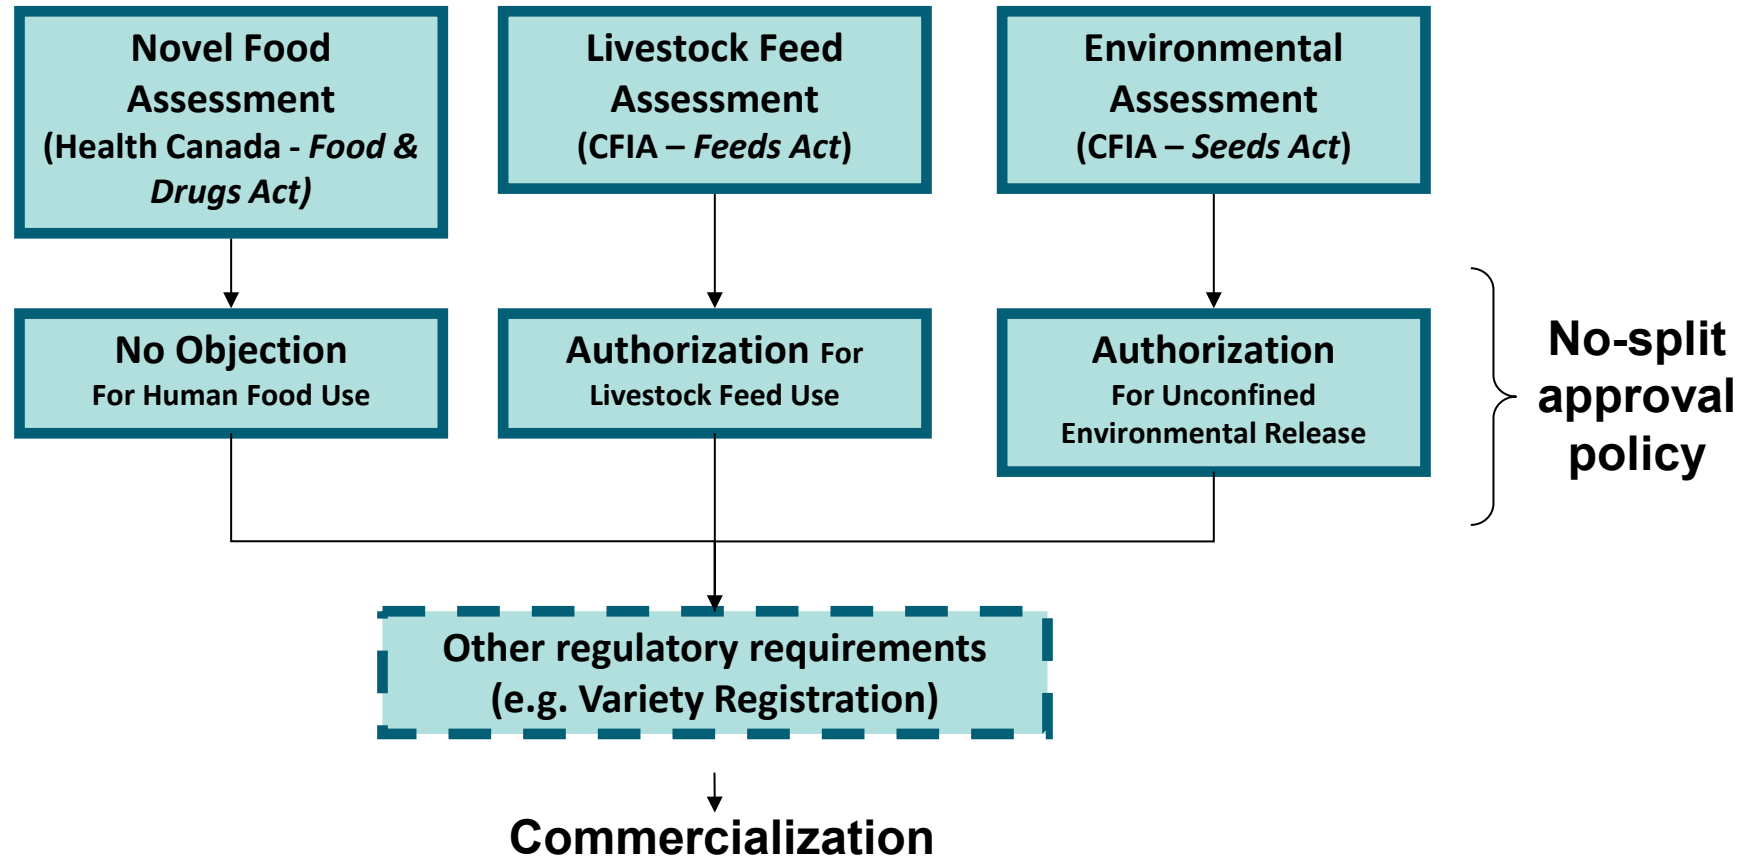 Novel Food
Assessment
(Health Canada - Food &
Drugs Act)
Livestock Feed
Assessment
(CFIA – Feeds Act)
Environmental
Assessment
(CFIA – Seeds Act)
No Objection
For Human Food Use
Authorization For
Livestock Feed Use
Authorization
For Unconfined
Environmental Release
No-split
approval
policy
Other regulatory requirements
(e.g. Variety Registration)
Commercialization